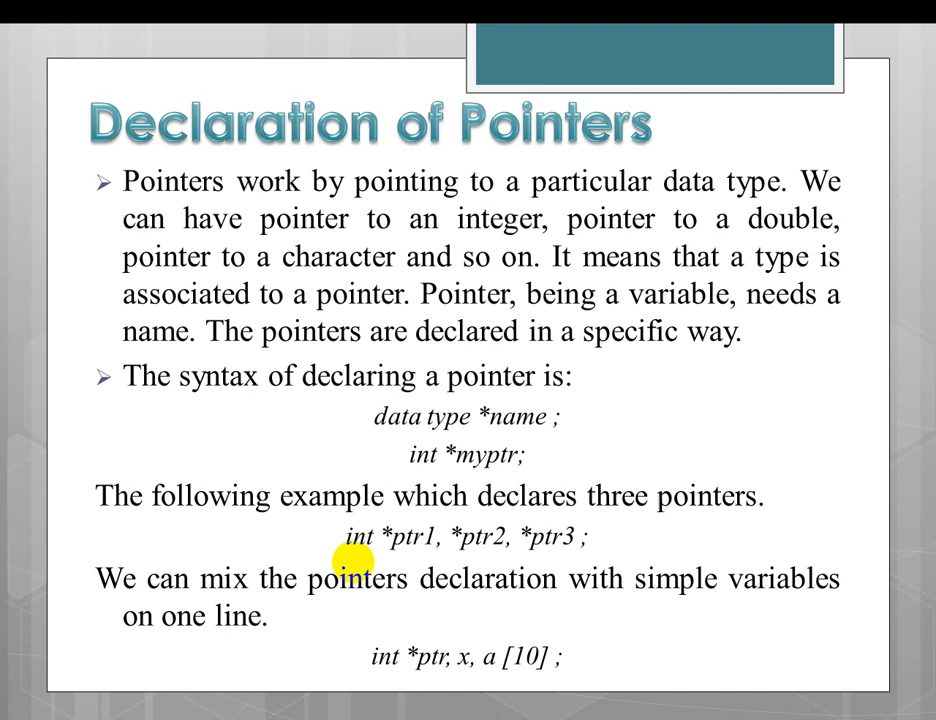 Declaration of Pointers
➢ Pointers work by pointing to a particular data type. We
can have pointer to an integer, pointer to a double,
pointer to a character and so on. It means that a type is
associated to a pointer. Pointer, being a variable, needs a
name. The pointers are declared in a specific way.
➢ The syntax of declaring a pointer is:
data type *name ;
int *myptr;
The following example which declares three pointers.
int *ptr1, *ptr2, *ptr3 ;
We can mix the pointers declaration with simple variables
on one line.
int *ptr, x, a [10] ;